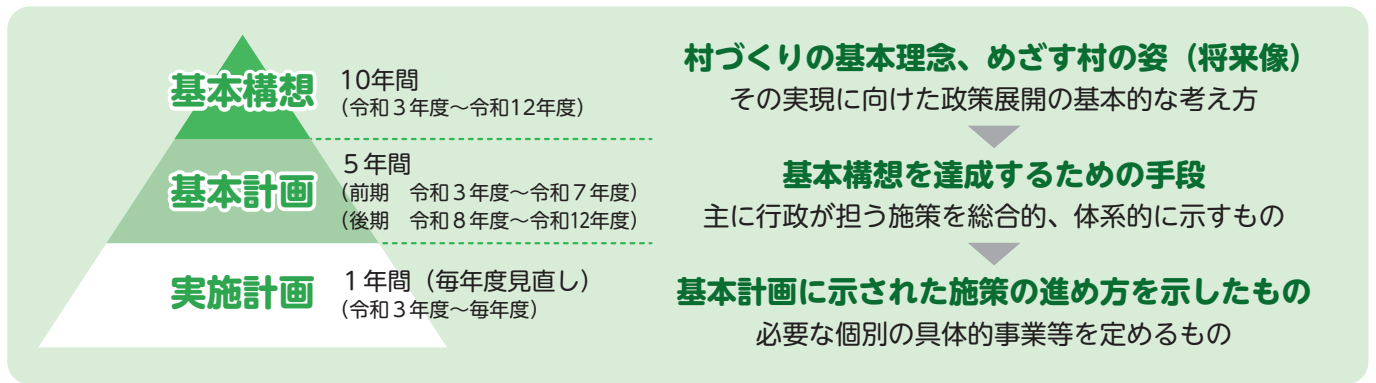 基本構想
10年間
（令和３年度～令和12年度）
村づくりの基本理念、めざす村の姿（将来像）
その実現に向けた政策展開の基本的な考え方
基本計画
５年間
（前期　令和３年度～令和７年度）
（後期　令和８年度～令和12年度）
基本構想を達成するための手段
主に行政が担う施策を総合的、体系的に示すもの
実施計画
１年間（毎年度見直し）
（令和３年度～毎年度）
基本計画に示された施策の進め方を示したもの
必要な個別の具体的事業等を定めるもの